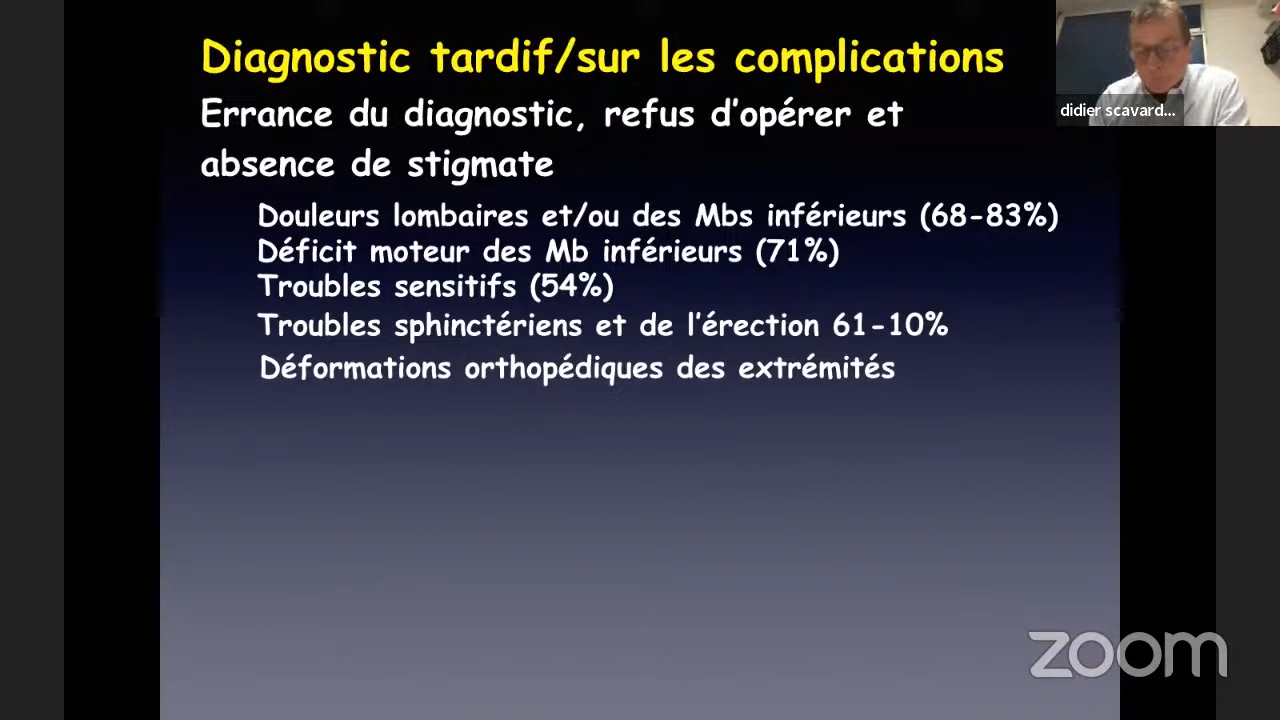 Diagnostic tardif/sur les complications
Errance du diagnostic, refus d’opérer et
absence de stigmate
Douleurs lombaires et/ou des Mbs inférieurs (68-83%)
Déficit moteur des Mb inférieurs (71%)
Troubles sensitifs (54%)
Troubles sphinctériens et de l’érection 61-10%
Déformations orthopédiques des extrémités
didier scavard...
zoom